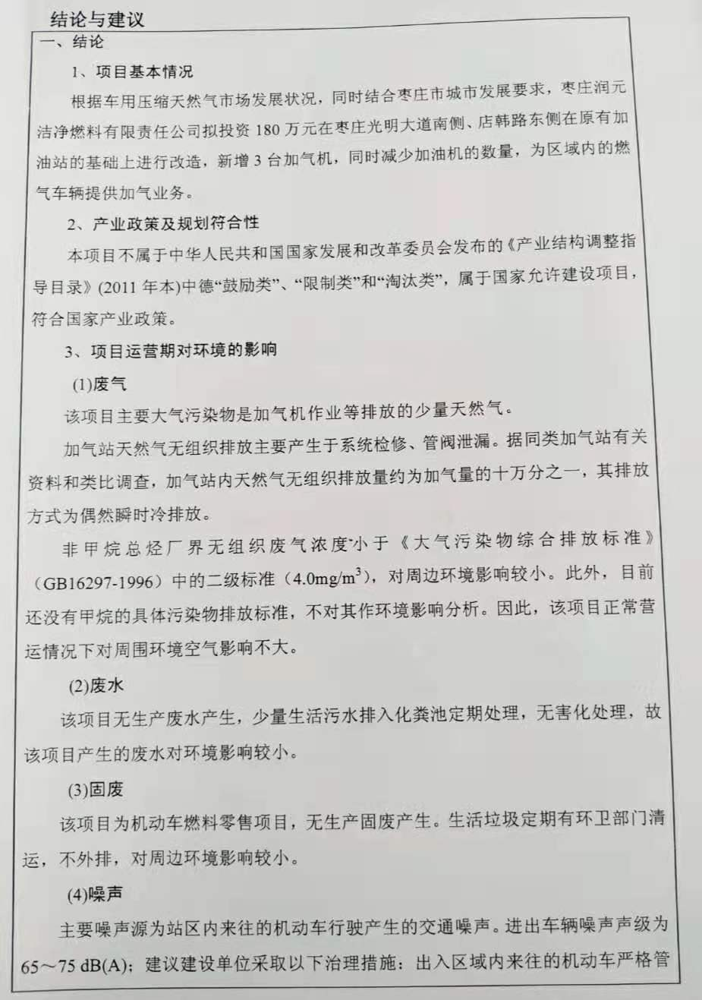 结论与建议
一、结论
1、项目基本情况
根据车用压缩天然气市场发展状况，同时结合枣庄市城市发展要求，枣庄润元
洁净燃料有限责任公司拟投资 180 万元在枣庄光明大道南侧、店韩路东侧在原有加
油站的基础上进行改造，新增 3 台加气机，同时减少加油机的数量，为区域内的燃
气车辆提供加气业务。
2、产业政策及规划符合性
本项目不属于中华人民共和国国家发展和改革委员会发布的《产业结构调整指
导目录》(2011 年本)中德“鼓励类”、“限制类”和“淘汰类”，属于国家允许建设项目，
符合国家产业政策。
3、项目运营期对环境的影响
(1)废气
该项目主要大气污染物是加气机作业等排放的少量天然气。
加气站天然气无组织排放主要产生于系统检修、管阀泄漏。据同类加气站有关
资料和类比调查，加气站内天然气无组织排放量约为加气量的十万分之一，其排放
方式为偶然瞬时冷排放。
非甲烷总烃厂界无组织废气浓度小于《大气污染物综合排放标准》
（GB16297-1996）中的二级标准（4.0mg/m³），对周边环境影响较小。此外，目前
还没有甲烷的具体污染物排放标准，不对其作环境影响分析。因此，该项目正常营
运情况下对周围环境空气影响不大。
(2)废水
该项目无生产废水产生，少量生活污水排入化粪池定期处理，无害化处理，故
该项目产生的废水对环境影响较小。
(3)固废
该项目为机动车燃料零售项目，无生产固废产生。生活垃圾定期有环卫部门清
运，不外排，对周边环境影响较小。
(4)噪声
主要噪声源为站区内来往的机动车行驶产生的交通噪声。进出车辆噪声声级为
65～75 dB(A)；建议建设单位采取以下治理措施：出入区域内来往的机动车严格管